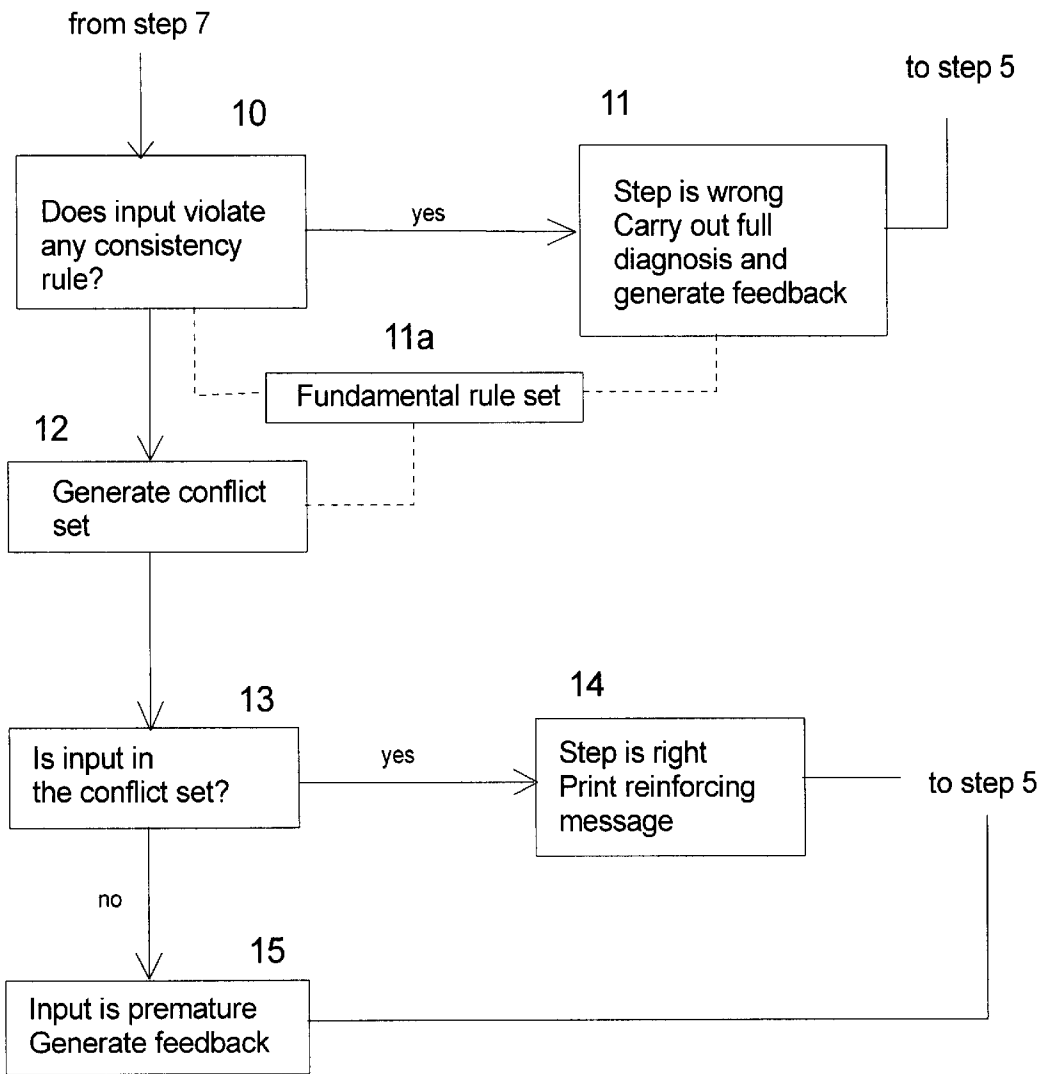 from step 7
to step 5
10
11
Does input violate
any consistency
rule?
yes
Step is wrong
Carry out full
diagnosis and
generate feedback
11a
Fundamental rule set
12
Generate conflict
set
13
14
Is input in
the conflict set?
yes
Step is right
Print reinforcing
message
to step 5
no
15
Input is premature
Generate feedback